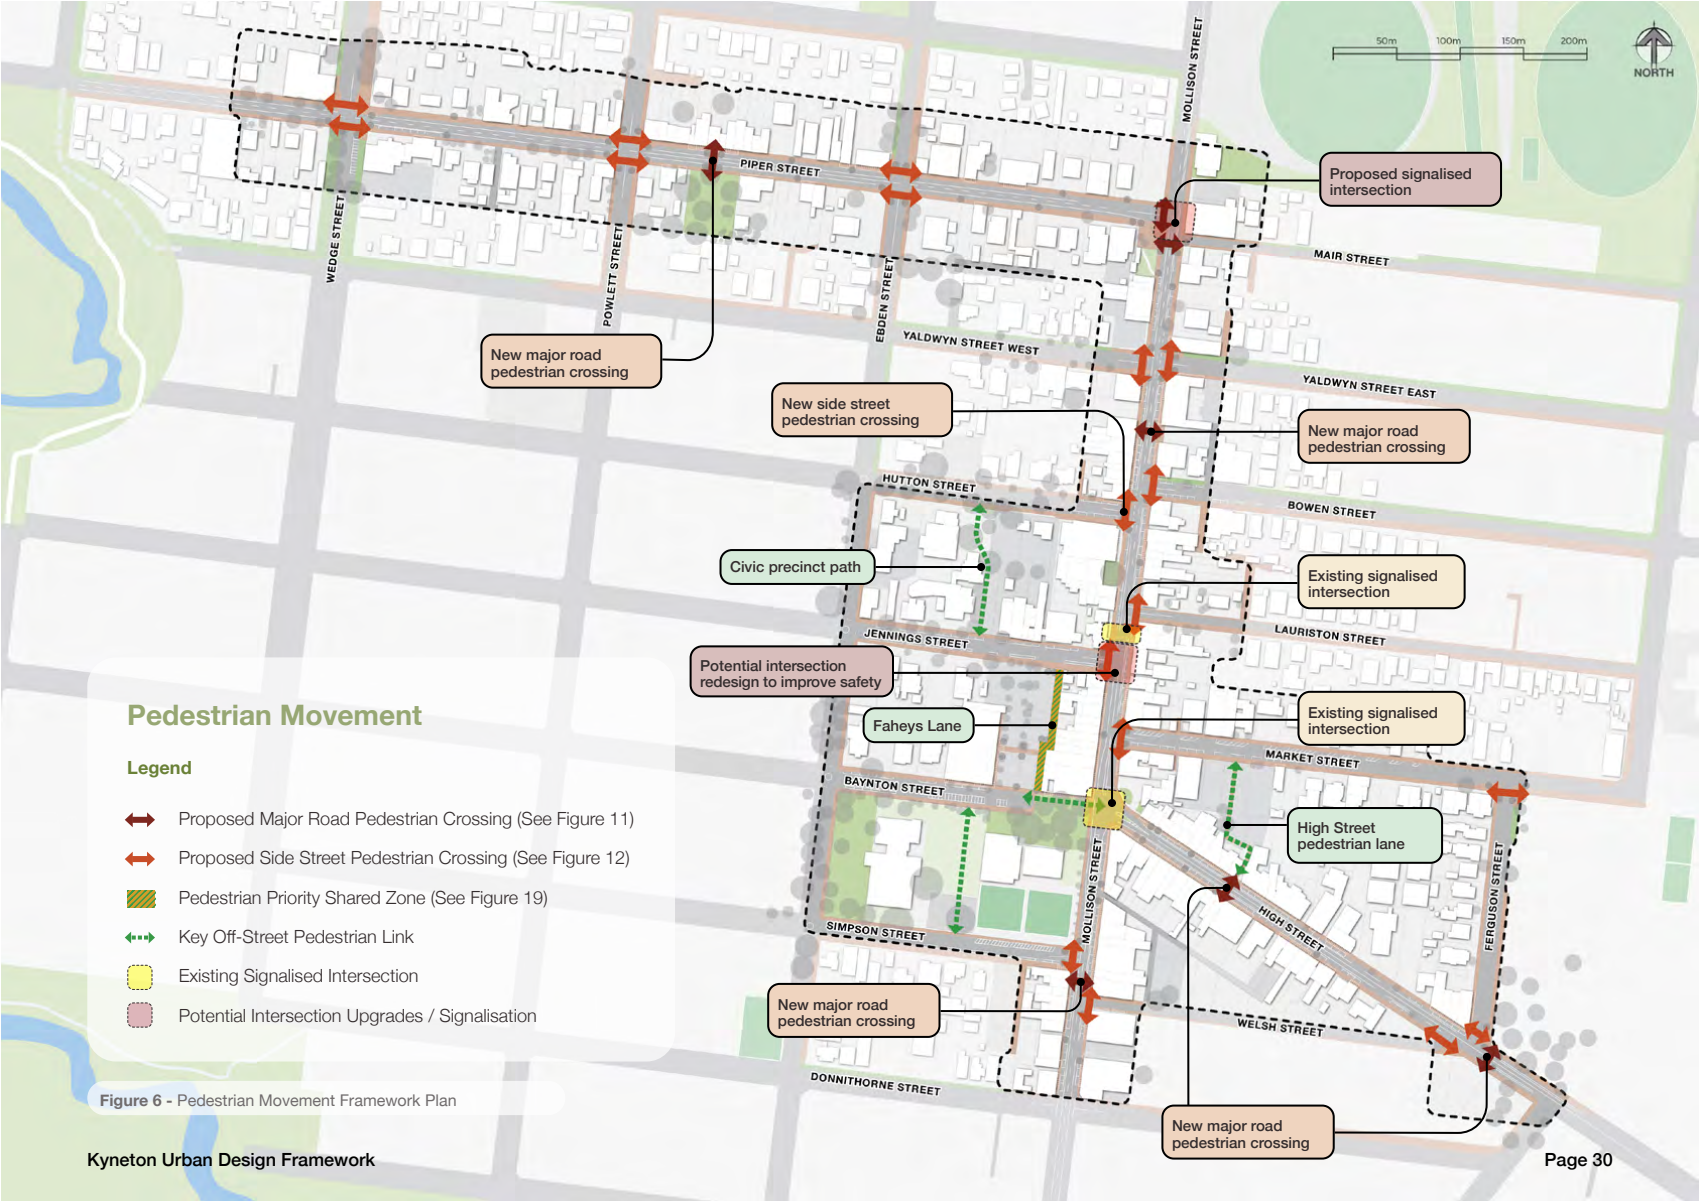 MOLLISON STREET
50m
100m
150m
200m
NORTH
PIPER STREET
Proposed signalised
intersection
WEDGE STREET
POWLETT STREET
EBDEN STREET
MAIR STREET
New major road
pedestrian crossing
YALDWYN STREET WEST
YALDWYN STREET EAST
New side street
pedestrian crossing
New major road
pedestrian crossing
HUTTON STREET
BOWEN STREET
Civic precinct path
Existing signalised
intersection
JENNINGS STREET
LAURISTON STREET
Potential intersection
redesign to improve safety
Faheys Lane
Existing signalised
intersection
MARKET STREET
BAYNTON STREET
High Street
pedestrian lane
MOLLISON STREET
HIGH STREET
FERGUSON STREET
SIMPSON STREET
New major road
pedestrian crossing
WELSH STREET
DONNITHORNE STREET
New major road
pedestrian crossing
Pedestrian Movement
Legend
Proposed Major Road Pedestrian Crossing (See Figure 11)
Proposed Side Street Pedestrian Crossing (See Figure 12)
Pedestrian Priority Shared Zone (See Figure 19)
Key Off-Street Pedestrian Link
Existing Signalised Intersection
Potential Intersection Upgrades / Signalisation
Figure 6 - Pedestrian Movement Framework Plan
Kyneton Urban Design Framework
Page 30